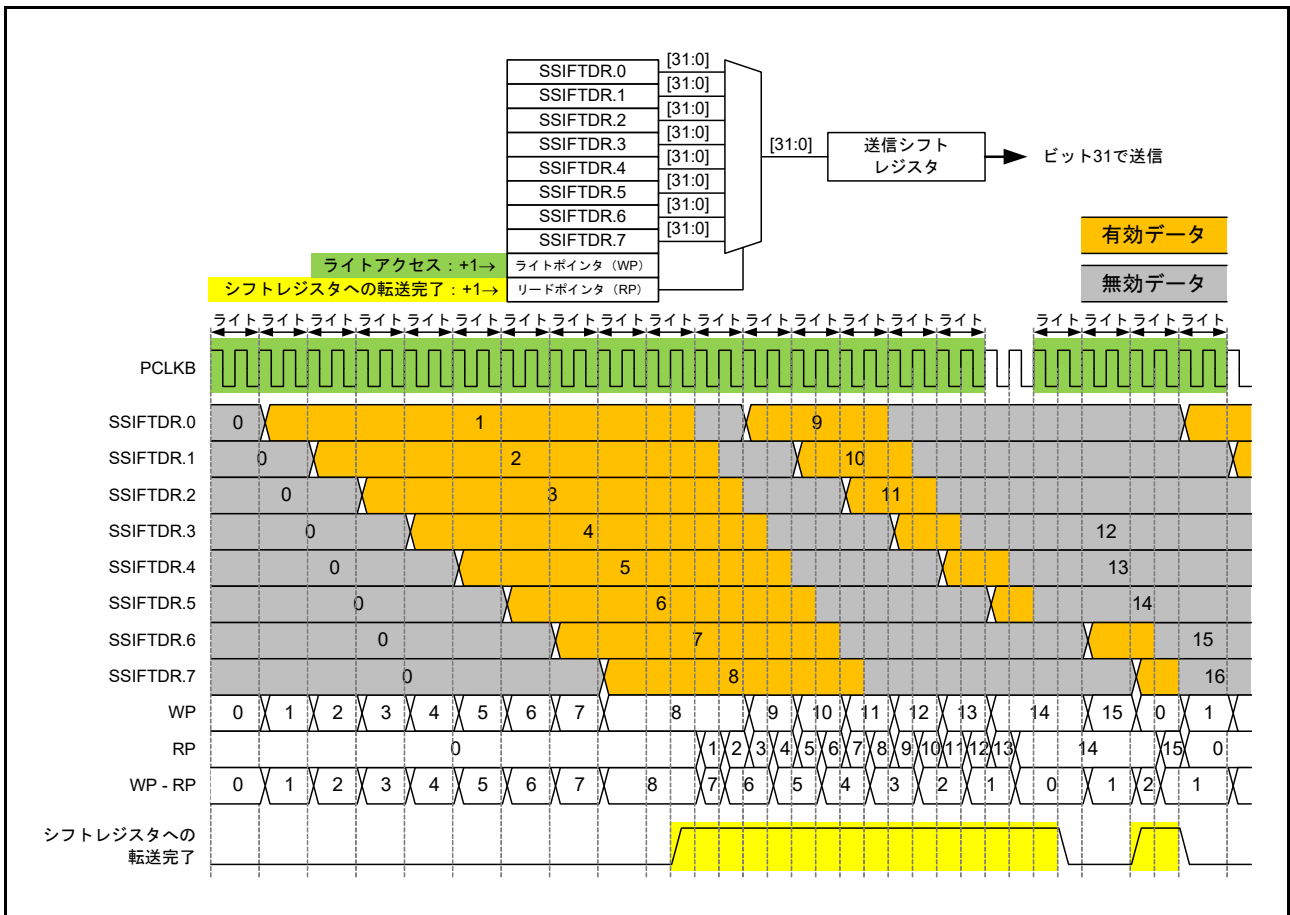 SSIFTDR.0 [31:0]
SSIFTDR.1 [31:0]
SSIFTDR.2 [31:0]
SSIFTDR.3 [31:0]
SSIFTDR.4 [31:0]
SSIFTDR.5 [31:0]
SSIFTDR.6 [31:0]
SSIFTDR.7 [31:0]
[31:0]
送信シフト
レジスタ
ビット31で送信
有効データ
無効データ
ライトアクセス：+1→ ライトポインタ（WP）
シフトレジスタへの転送完了：+1→ リードポインタ（RP）
ライト ライト ライト ライト ライト ライト ライト ライト ライト ライト ライト ライト ライト ライト ライト ライト ライト ライト ライト ライト
PCLKB
SSIFTDR.0 0 1 9
SSIFTDR.1 0 2 10
SSIFTDR.2 0 3 11
SSIFTDR.3 0 4 12
SSIFTDR.4 0 5 13
SSIFTDR.5 0 6 14
SSIFTDR.6 0 7 15
SSIFTDR.7 0 8 16
WP 0 1 2 3 4 5 6 7 8 9 10 11 12 13 14 15 0 1
RP 0 1 2 3 4 5 6 7 8 9 10 11 12 13 14 15 0
WP - RP 0 1 2 3 4 5 6 7 8 7 6 5 4 3 2 1 0 1 2 1
シフトレジスタへの
転送完了